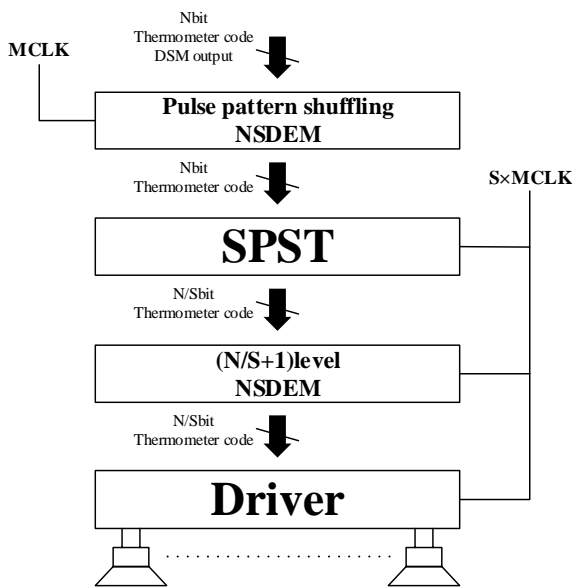 Nbit
Thermometer code
DSM output
MCLK
Pulse pattern shuffling
NSDEM
Nbit
Thermometer code
S×MCLK
SPST
N/Sbit
Thermometer code
(N/S+1)level
NSDEM
N/Sbit
Thermometer code
Driver